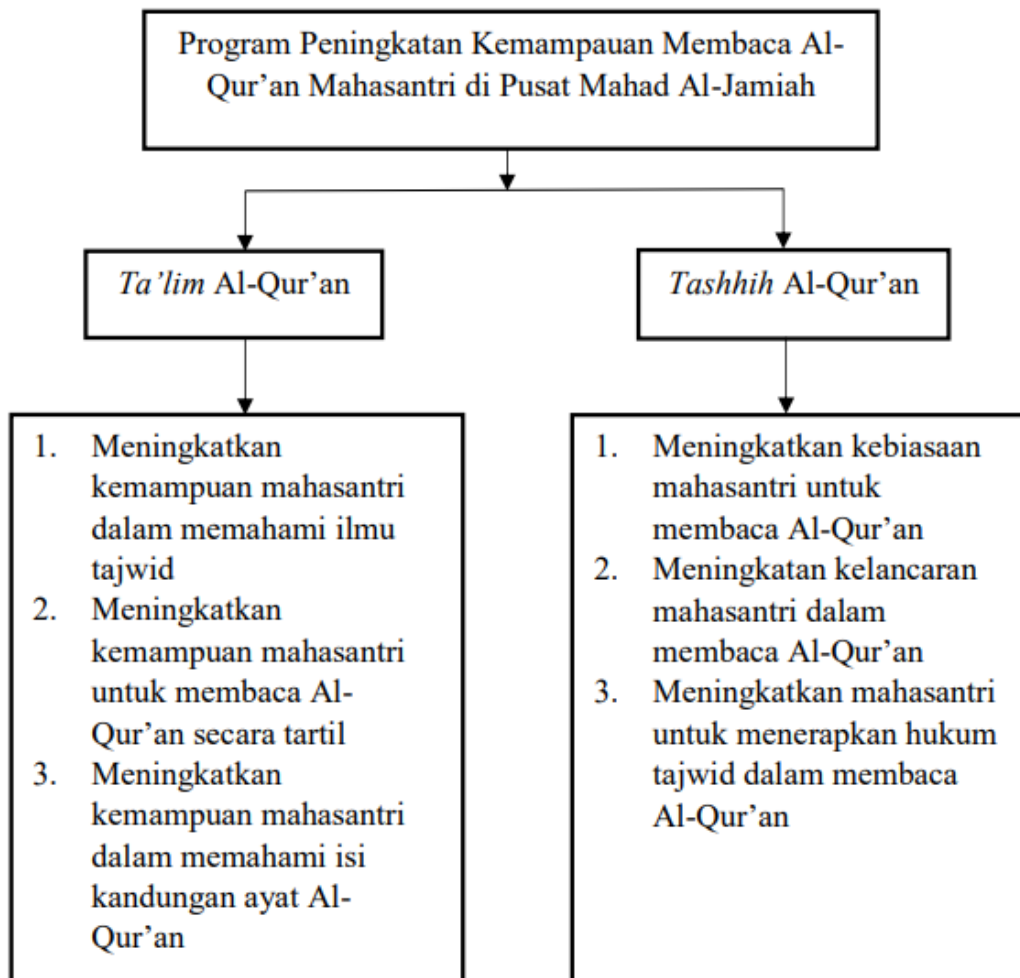 Program Peningkatan Kemampauan Membaca Al-
Qur’an Mahasantri di Pusat Mahad Al-Jamiah
Ta’lim Al-Qur’an
Tashhih Al-Qur’an
1. Meningkatkan
kemampuan mahasantri
dalam memahami ilmu
tajwid
2. Meningkatkan
kemampuan mahasantri
untuk membaca Al-
Qur’an secara tartil
3. Meningkatkan
kemampuan mahasantri
dalam memahami isi
kandungan ayat Al-
Qur’an
1. Meningkatkan kebiasaan
mahasantri untuk
membaca Al-Qur’an
2. Meningkatan kelancaran
mahasantri dalam
membaca Al-Qur’an
3. Meningkatkan mahasantri
untuk menerapkan hukum
tajwid dalam membaca
Al-Qur’an